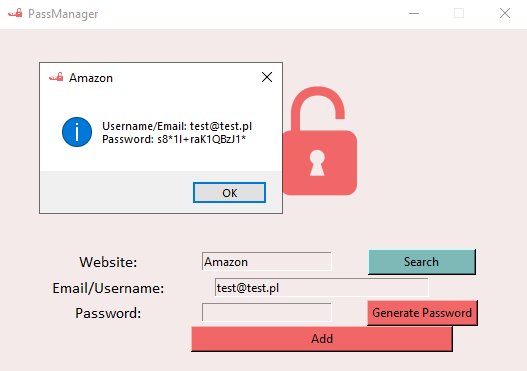 PassManager
Amazon
Username/Email: test@test.pl
Password: s8*1I+raK1QBzJ1*
OK
Website: Amazon Search
Email/Username: test@test.pl
Password: Generate Password
Add